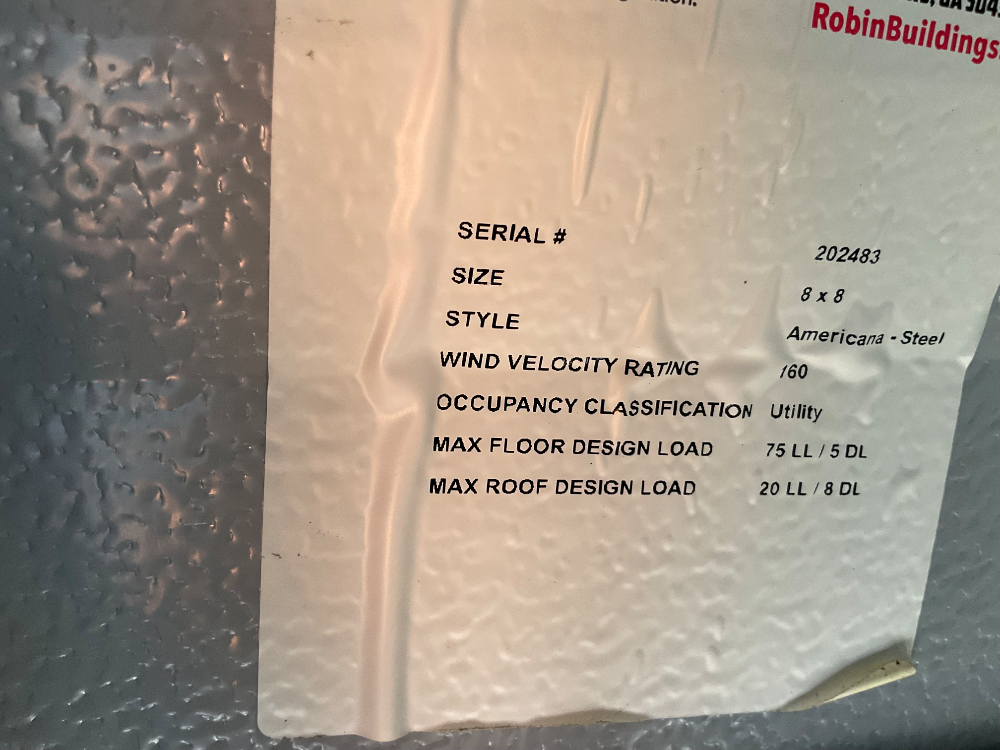 RobinBuildings
SERIAL # 202483
SIZE 8 x 8
STYLE Americana - Steel
WIND VELOCITY RATING 160
OCCUPANCY CLASSIFICATION Utility
MAX FLOOR DESIGN LOAD 75 LL / 5 DL
MAX ROOF DESIGN LOAD 20 LL / 8 DL